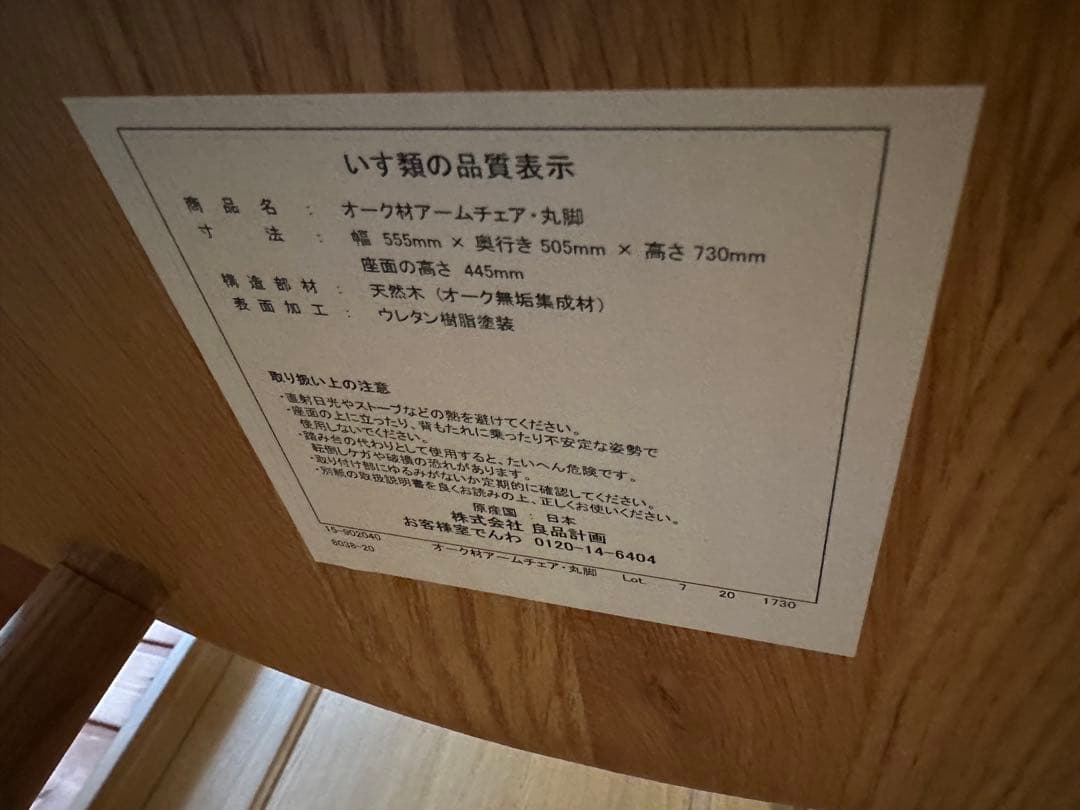 いす類の品質表示
商品名 : オーク材アームチェア・丸脚
寸法 : 幅 555mm × 奥行き 505mm × 高さ 730mm
座面の高さ 445mm
構造部材 : 天然木 (オーク無垢集成材)
表面加工 : ウレタン樹脂塗装
取り扱い上の注意
・直射日光やストーブなどの熱を避けてください。
・座面の上に立ったり、背もたれに乗ったり不安定な姿勢で
使用しないでください。
・踏み台の代わりとして使用すると、たいへん危険です。
転倒しケガや破損の恐れがあります。
・取り付け部にゆるみがないか定期的に確認してください。
・別紙の取扱説明書を良くお読みの上、正しくお使いください。
原産国 : 日本
株式会社 良品計画
お客様室でんわ 0120-14-6404
15-902040
8038-20 オーク材アームチェア・丸脚 Lot. 7 20 1730